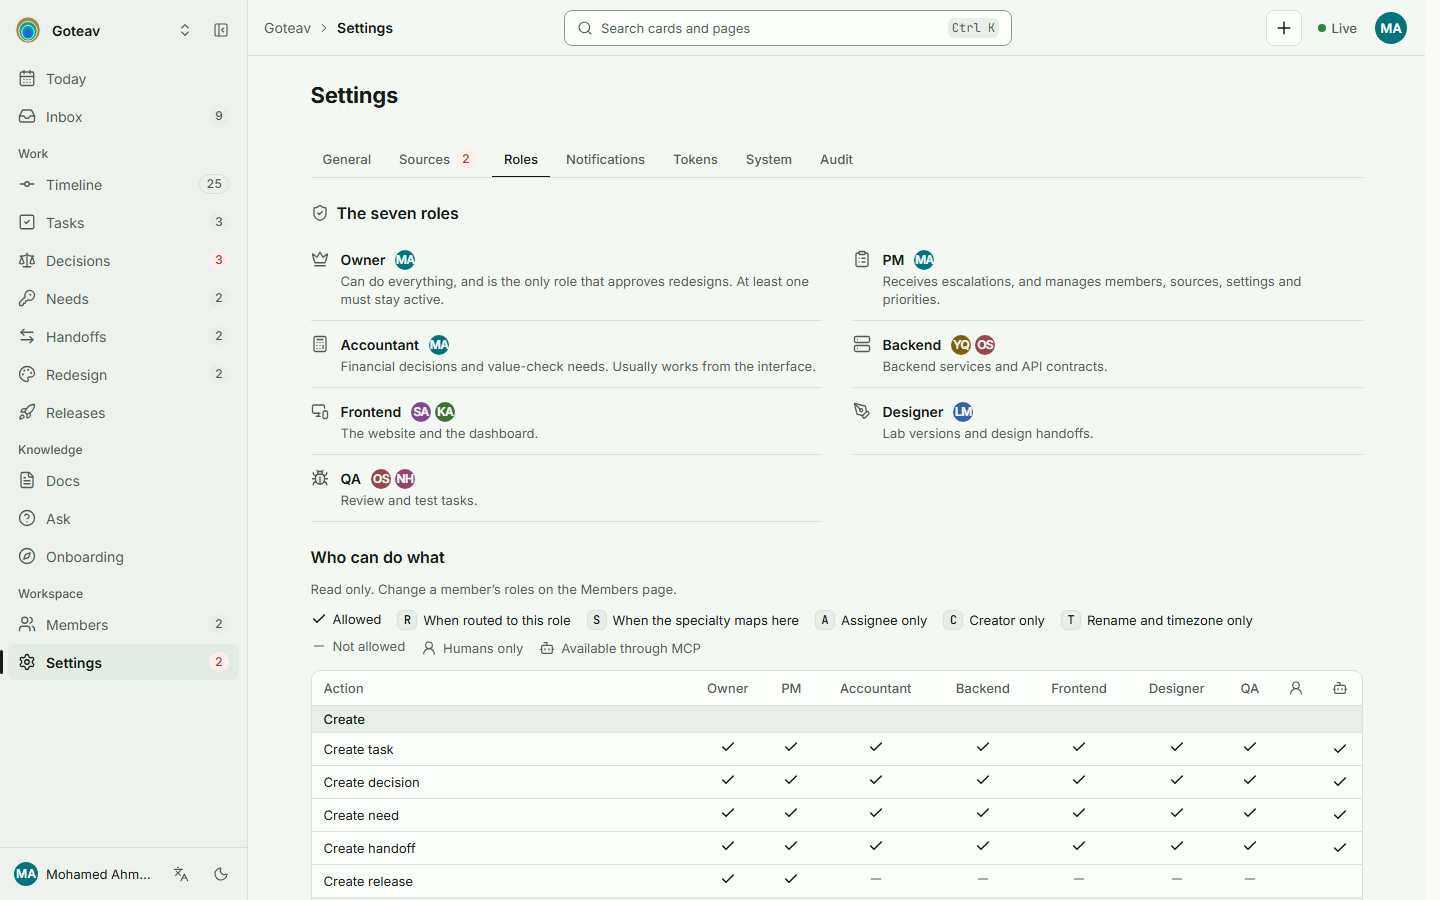 Goteav
Today
Inbox 9
Work
Timeline 25
Tasks 3
Decisions 3
Needs 2
Handoffs 2
Redesign 2
Releases
Knowledge
Docs
Ask
Onboarding
Workspace
Members 2
Settings 2
MA Mohamed Ahm...
Goteav > Settings
Search cards and pages Ctrl K
Live MA
Settings
General Sources 2 Roles Notifications Tokens System Audit
The seven roles
Owner MA
Can do everything, and is the only role that approves redesigns. At least one
must stay active.
PM MA
Receives escalations, and manages members, sources, settings and
priorities.
Accountant MA
Financial decisions and value-check needs. Usually works from the interface.
Backend YQ OS
Backend services and API contracts.
Frontend SA KA
The website and the dashboard.
Designer LM
Lab versions and design handoffs.
QA OS NH
Review and test tasks.
Who can do what
Read only. Change a member’s roles on the Members page.
Allowed R When routed to this role S When the specialty maps here A Assignee only C Creator only T Rename and timezone only
Not allowed Humans only Available through MCP
Action Owner PM Accountant Backend Frontend Designer QA
Create
Create task
Create decision
Create need
Create handoff
Create release